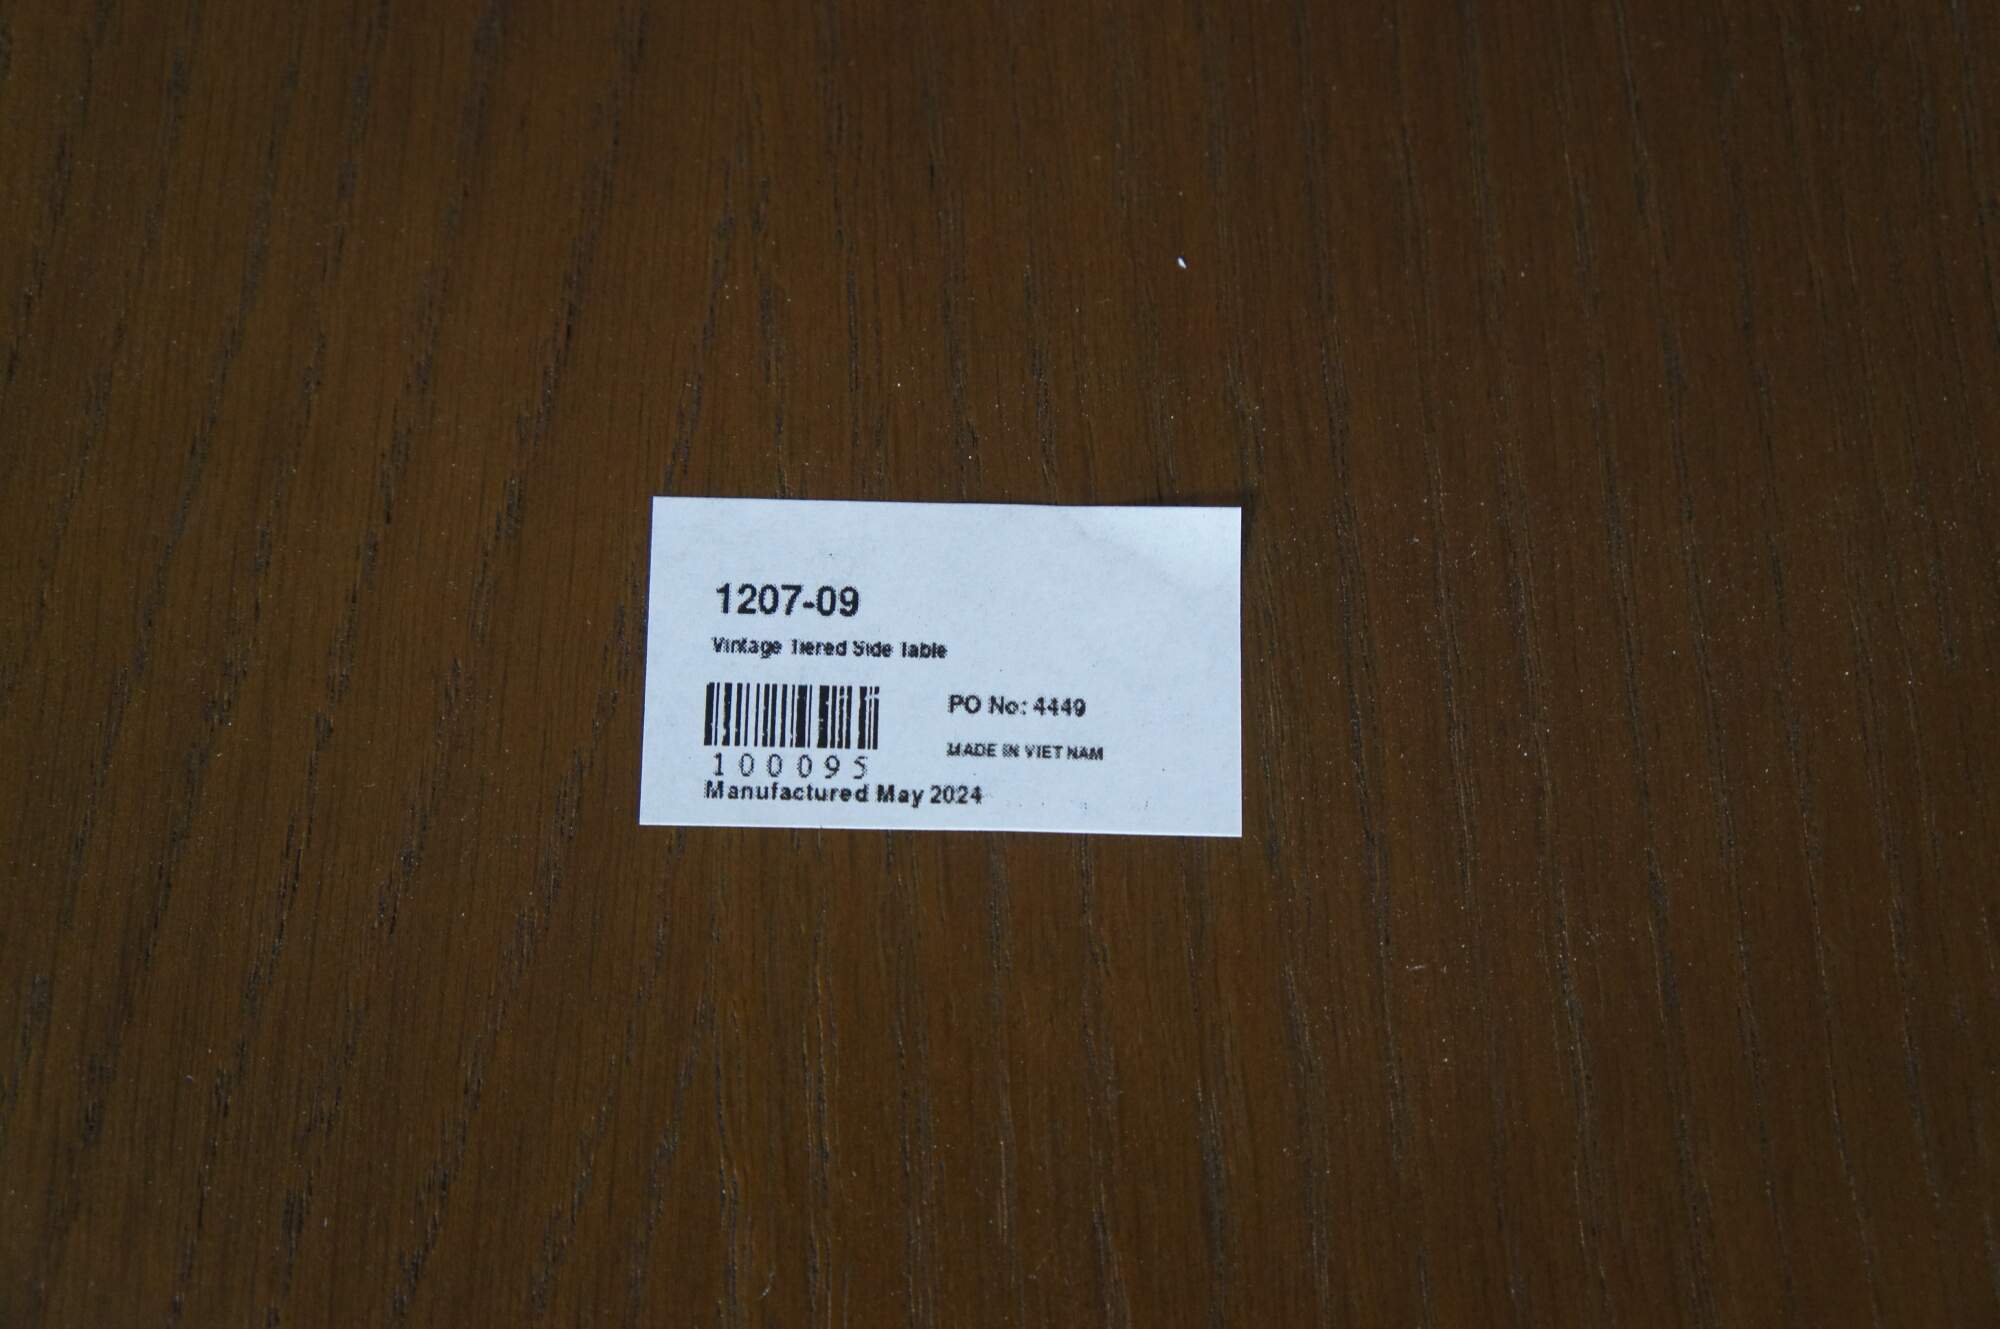 1207-09
Vintage Tiered Side Table
PO No: 4449
MADE IN VIET NAM
100095
Manufactured May 2024